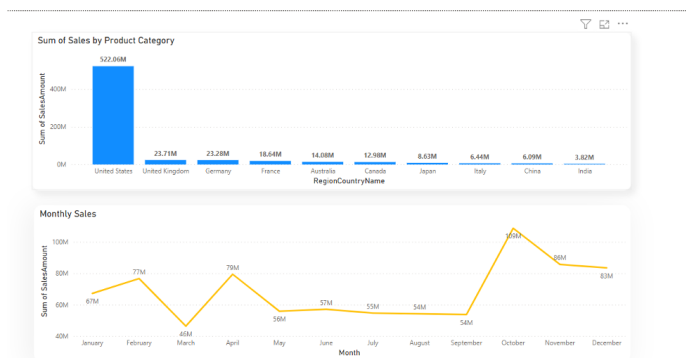 Sum of Sales by Product Category
522.06M
23.71M 23.28M 18.64M 14.08M 12.98M 8.63M 6.44M 6.09M 3.82M
400M
200M
0M
Sum of SalesAmount
United States United Kingdom Germany France Australia Canada Japan Italy China India
RegionCountryName
Monthly Sales
100M
80M
60M
40M
Sum of SalesAmount
67M 77M 46M 79M 56M 57M 55M 54M 54M 109M 86M 83M
January February March April May June July August September October November December
Month